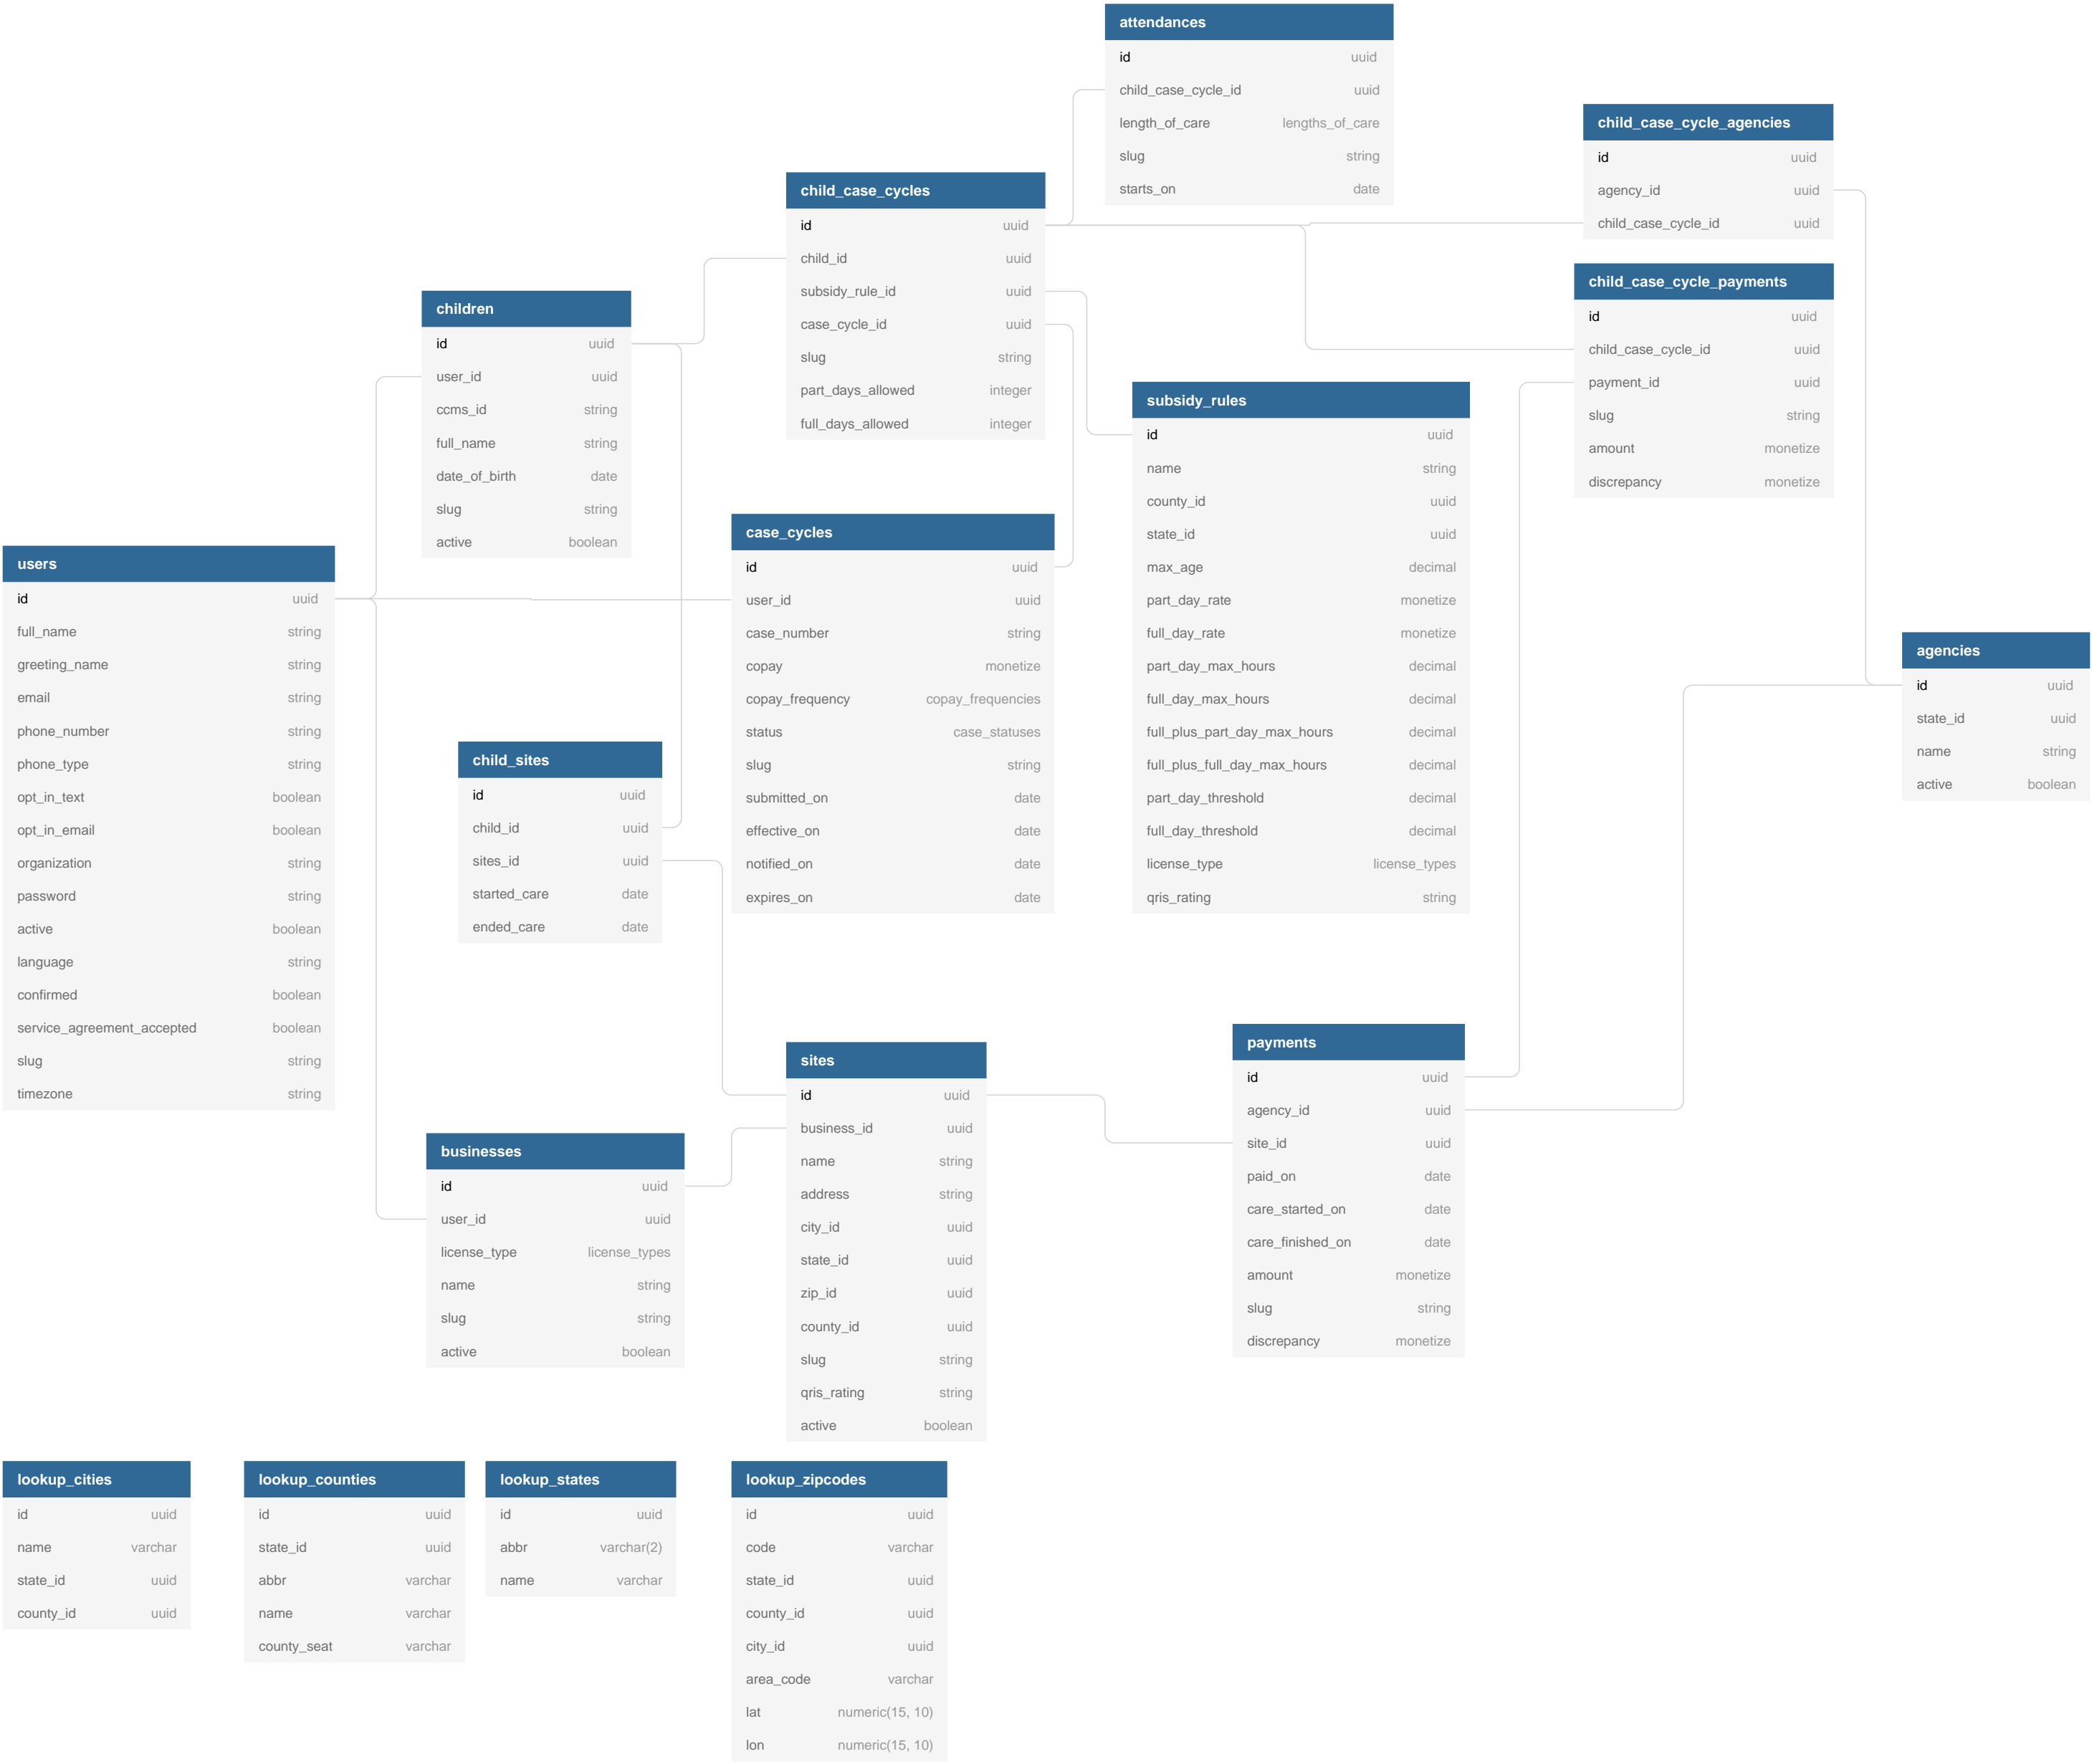 attendances
id uuid
child_case_cycle_id uuid
length_of_care lengths_of_care
slug string
starts_on date
child_case_cycle_agencies
id uuid
agency_id uuid
child_case_cycle_id uuid
child_case_cycles
id uuid
child_id uuid
subsidy_rule_id uuid
case_cycle_id uuid
slug string
part_days_allowed integer
full_days_allowed integer
child_case_cycle_payments
id uuid
child_case_cycle_id uuid
payment_id uuid
slug string
amount monetize
discrepancy monetize
children
id uuid
user_id uuid
ccms_id string
full_name string
date_of_birth date
slug string
active boolean
subsidy_rules
id uuid
name string
county_id uuid
state_id uuid
max_age decimal
part_day_rate monetize
full_day_rate monetize
part_day_max_hours decimal
full_day_max_hours decimal
full_plus_part_day_max_hours decimal
full_plus_full_day_max_hours decimal
part_day_threshold decimal
full_day_threshold decimal
license_type license_types
qris_rating string
case_cycles
id uuid
user_id uuid
case_number string
copay monetize
copay_frequency copay_frequencies
status case_statuses
slug string
submitted_on date
effective_on date
notified_on date
expires_on date
users
id uuid
full_name string
greeting_name string
email string
phone_number string
phone_type string
opt_in_text boolean
opt_in_email boolean
organization string
password string
active boolean
language string
confirmed boolean
service_agreement_accepted boolean
slug string
timezone string
agencies
id uuid
state_id uuid
name string
active boolean
child_sites
id uuid
child_id uuid
sites_id uuid
started_care date
ended_care date
payments
id uuid
agency_id uuid
site_id uuid
paid_on date
care_started_on date
care_finished_on date
amount monetize
slug string
discrepancy monetize
sites
id uuid
business_id uuid
name string
address string
city_id uuid
state_id uuid
zip_id uuid
county_id uuid
slug string
qris_rating string
active boolean
businesses
id uuid
user_id uuid
license_type license_types
name string
slug string
active boolean
lookup_cities
id uuid
name varchar
state_id uuid
county_id uuid
lookup_counties
id uuid
state_id uuid
abbr varchar
name varchar
county_seat varchar
lookup_states
id uuid
abbr varchar(2)
name varchar
lookup_zipcodes
id uuid
code varchar
state_id uuid
county_id uuid
city_id uuid
area_code varchar
lat numeric(15, 10)
lon numeric(15, 10)